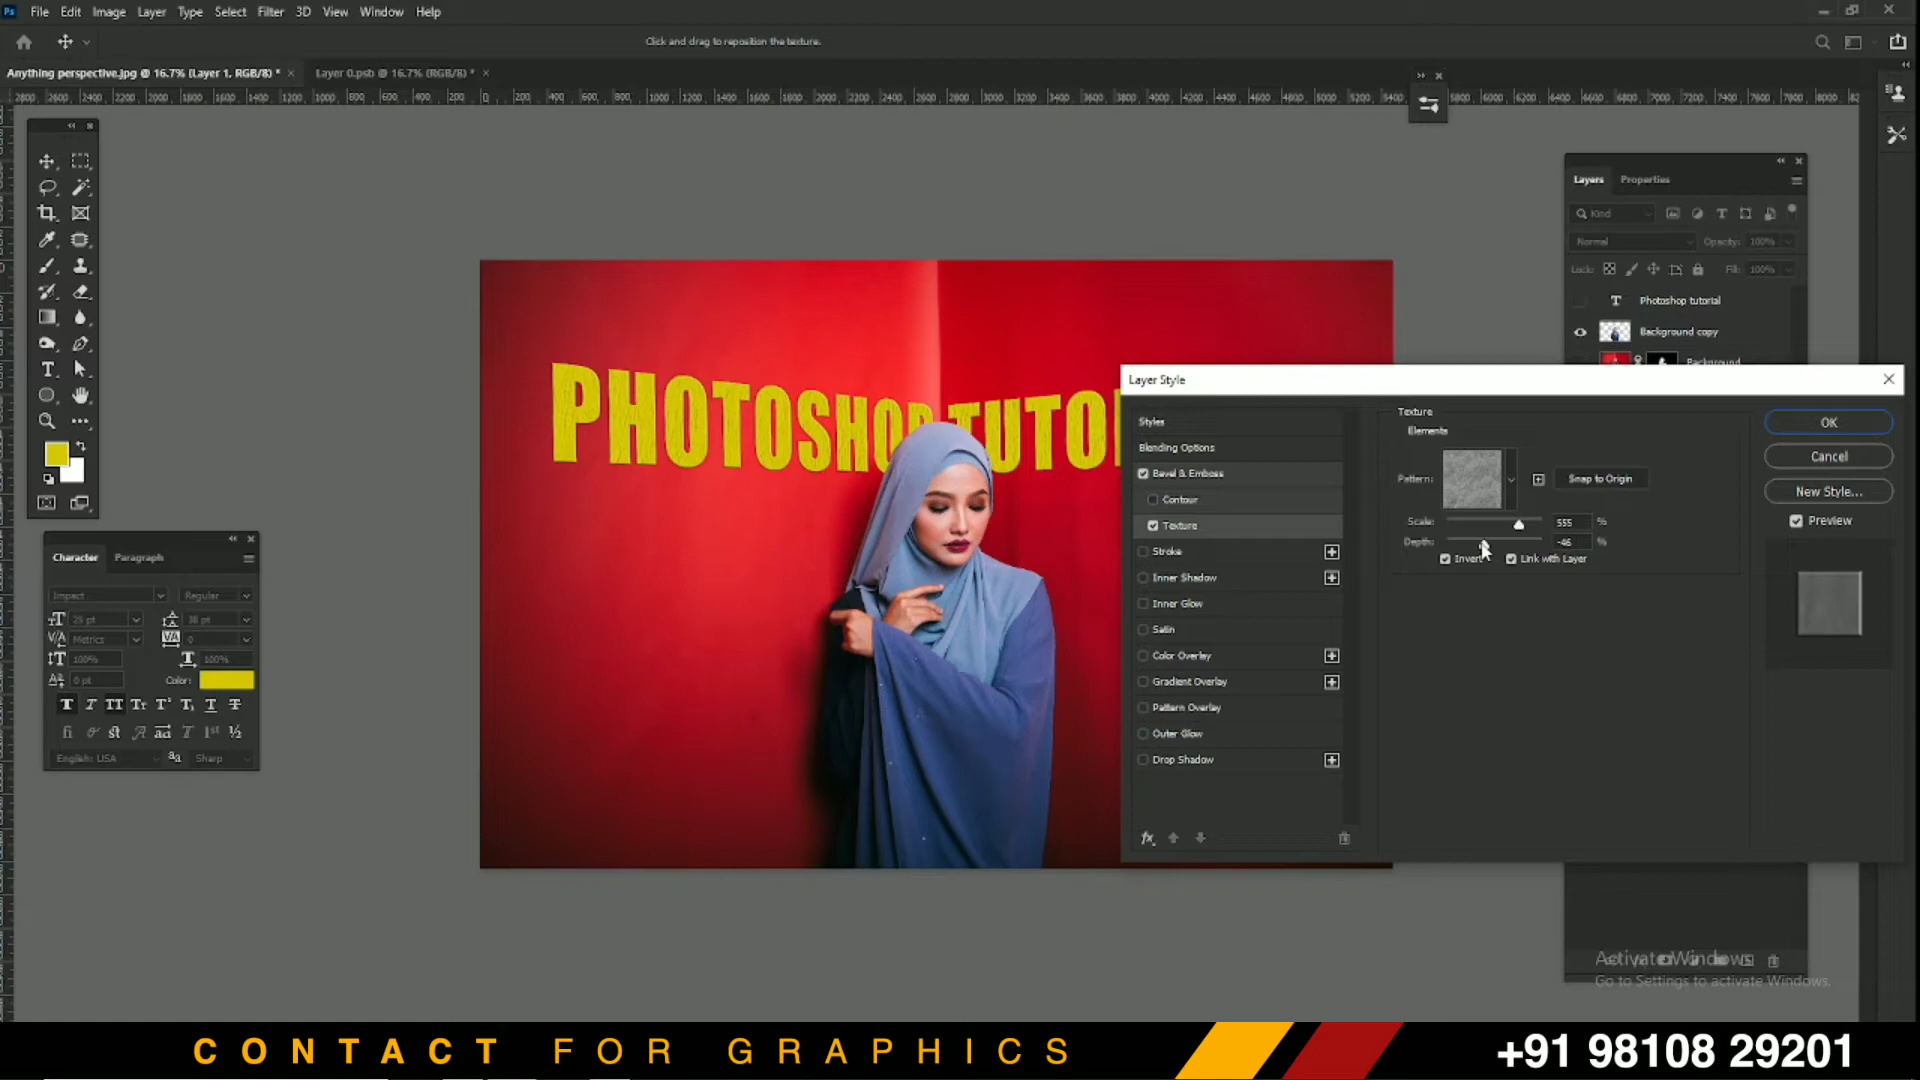 File Edit Image Layer Type Select Filter 3D View Window Help
Click and drag to reposition the texture.
Anything perspective.jpg @ 16.7% (Layer 1, RGB/8) *
Layer 0.psb @ 16.7% (RGB/8) *
Layers Properties
Kind
Normal Opacity: 100%
Lock: Fill: 100%
Photoshop tutorial
Background copy
Background
PHOTOSHOP TUTO
Layer Style
Styles
Blending Options
Bevel & Emboss
Contour
Texture
Stroke
Inner Shadow
Inner Glow
Satin
Color Overlay
Gradient Overlay
Pattern Overlay
Outer Glow
Drop Shadow
fx
Texture
Elements
Pattern: Snap to Origin
Scale: 555 %
Depth: -46 %
Invert Link with Layer
OK
Cancel
New Style...
Preview
Character Paragraph
Impact Regular
25 pt 38 pt
Metrics 0
100% 100%
0 pt Color:
English: USA aa Sharp
Activate Windows
Go to Settings to activate Windows.
CONTACT FOR GRAPHICS
+91 98108 29201